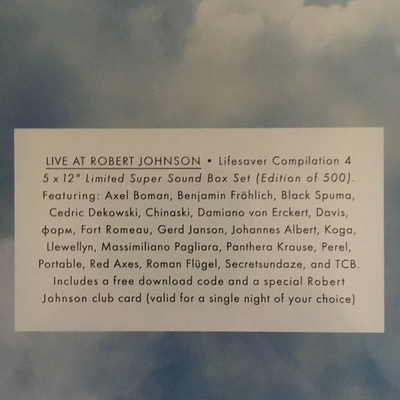 LIVE AT ROBERT JOHNSON • Lifesaver Compilation 4
5 x 12" Limited Super Sound Box Set (Edition of 500).
Featuring: Axel Boman, Benjamin Fröhlich, Black Spuma,
Cedric Dekowski, Chinaski, Damiano von Erckert, Davis,
форм, Fort Romeau, Gerd Janson, Johannes Albert, Koga,
Llewellyn, Massimiliano Pagliara, Panthera Krause, Perel,
Portable, Red Axes, Roman Flügel, Secretsundaze, and TCB.
Includes a free download code and a special Robert
Johnson club card (valid for a single night of your choice)